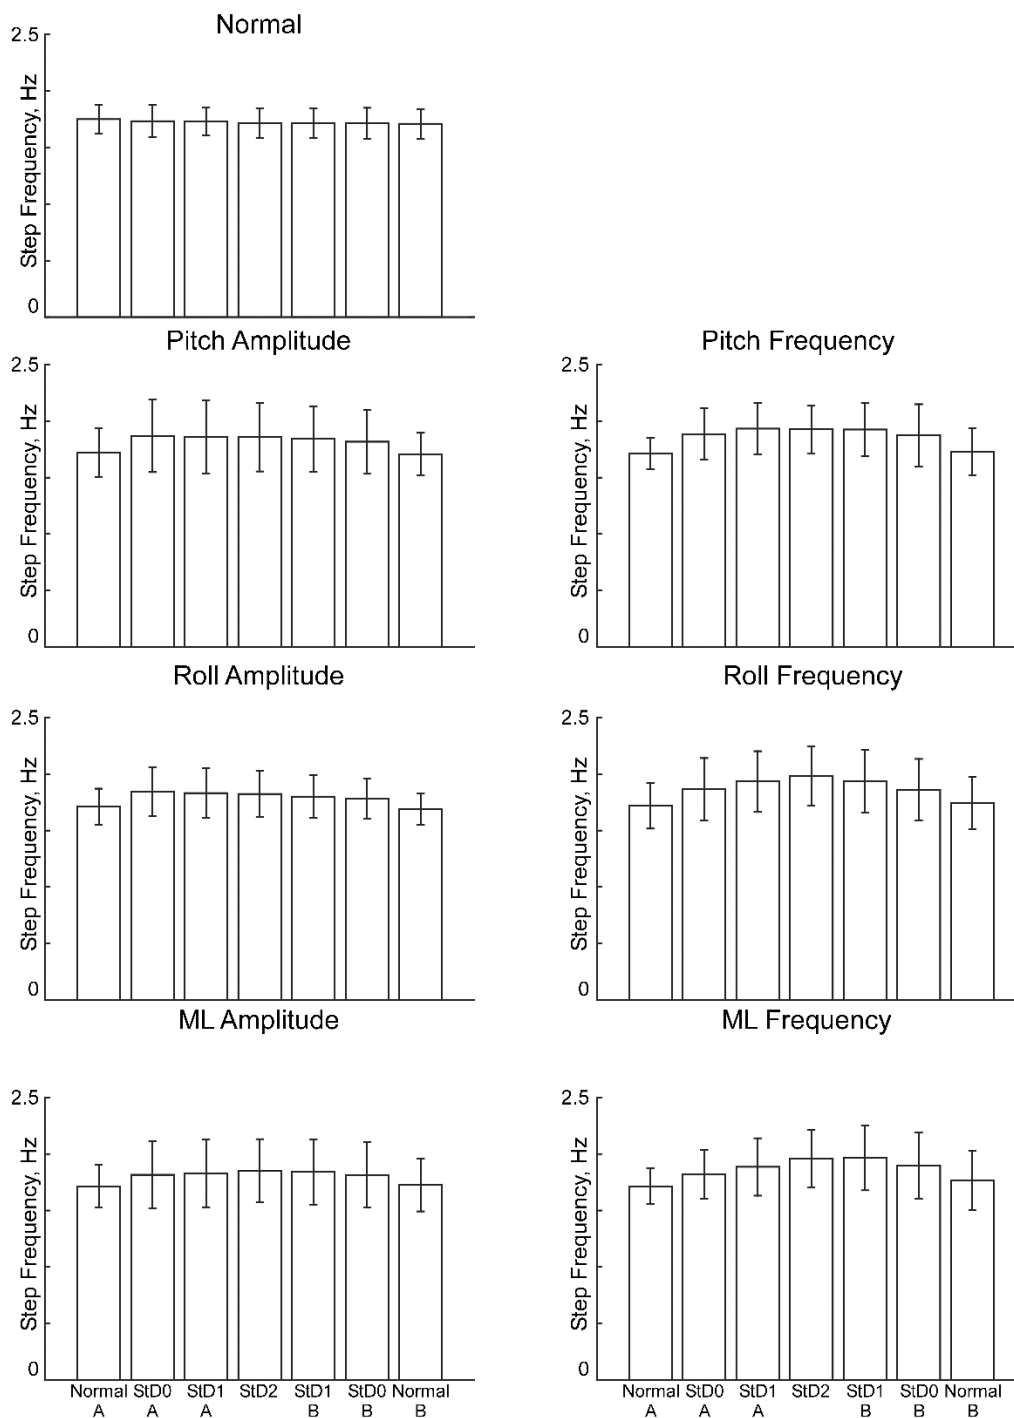 Normal
2.5
Step Frequency, Hz
0
Pitch Amplitude
2.5
Step Frequency, Hz
0
Pitch Frequency
2.5
Step Frequency, Hz
0
Roll Amplitude
2.5
Step Frequency, Hz
0
Roll Frequency
2.5
Step Frequency, Hz
0
ML Amplitude
2.5
Step Frequency, Hz
0
Normal StD0 StD1 StD2 StD1 StD0 Normal
A A A B B B
ML Frequency
2.5
Step Frequency, Hz
0
Normal StD0 StD1 StD2 StD1 StD0 Normal
A A A B B B